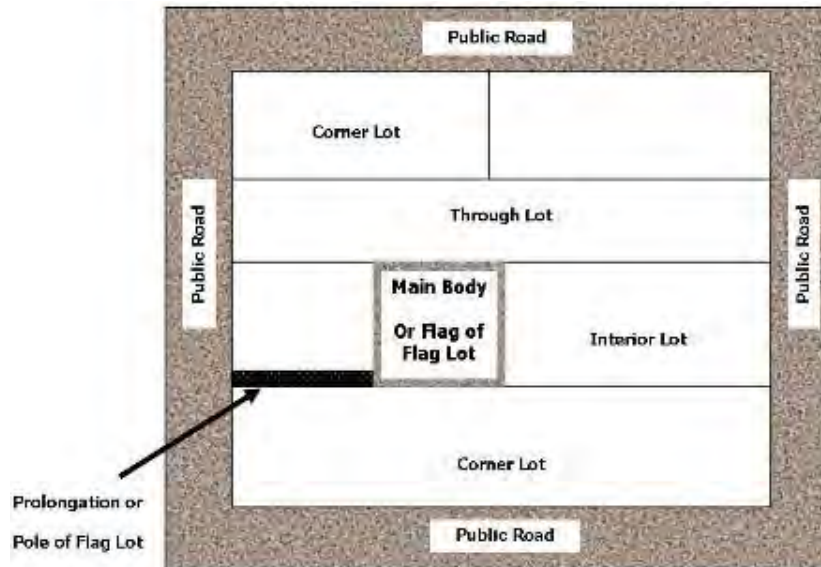 Public Road
Corner Lot
Through Lot
Public Road
Public Road
Main Body
Or Flag of
Flag Lot
Interior Lot
Corner Lot
Prolongation or
Pole of Flag Lot
Public Road